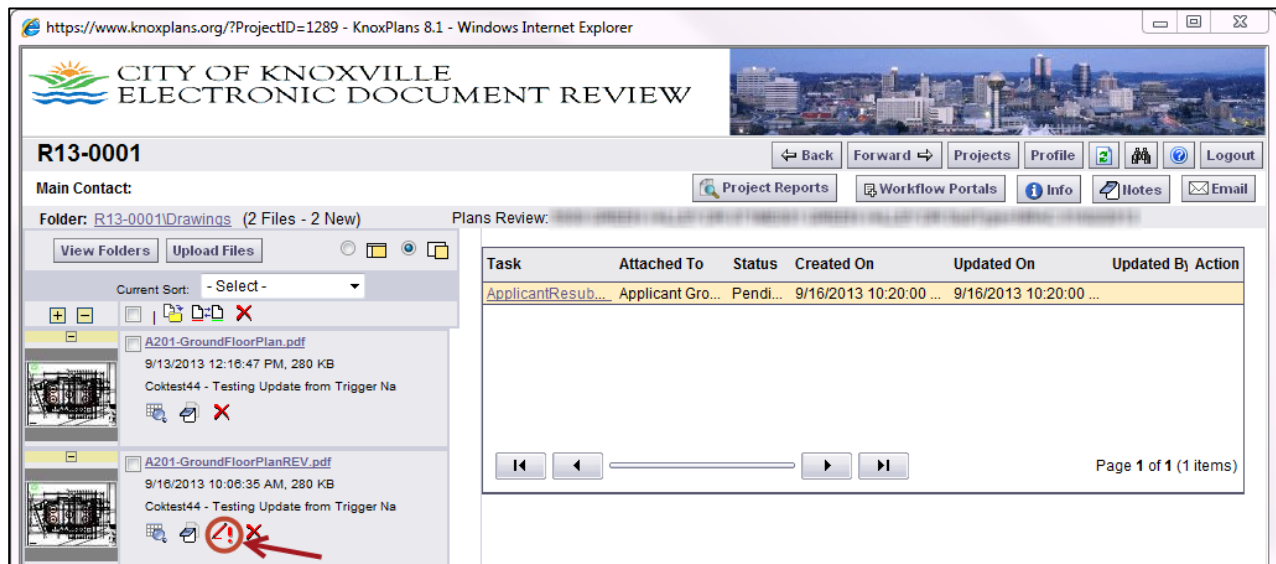 https://www.knoxplans.org/?ProjectID=1289 - KnoxPlans 8.1 - Windows Internet Explorer
CITY OF KNOXVILLE
ELECTRONIC DOCUMENT REVIEW
R13-0001
Back Forward Projects Profile Logout
Main Contact:
Project Reports Workflow Portals Info Notes Email
Folder: R13-0001\Drawings (2 Files - 2 New)
Plans Review:
View Folders Upload Files
Current Sort: - Select -
Task Attached To Status Created On Updated On Updated By Action
ApplicantResub... Applicant Gro... Pendi... 9/16/2013 10:20:00 ... 9/16/2013 10:20:00 ...
A201-GroundFloorPlan.pdf
9/13/2013 12:16:47 PM, 280 KB
Coktest44 - Testing Update from Trigger Na
A201-GroundFloorPlanREV.pdf
9/16/2013 10:06:35 AM, 280 KB
Coktest44 - Testing Update from Trigger Na
Page 1 of 1 (1 items)